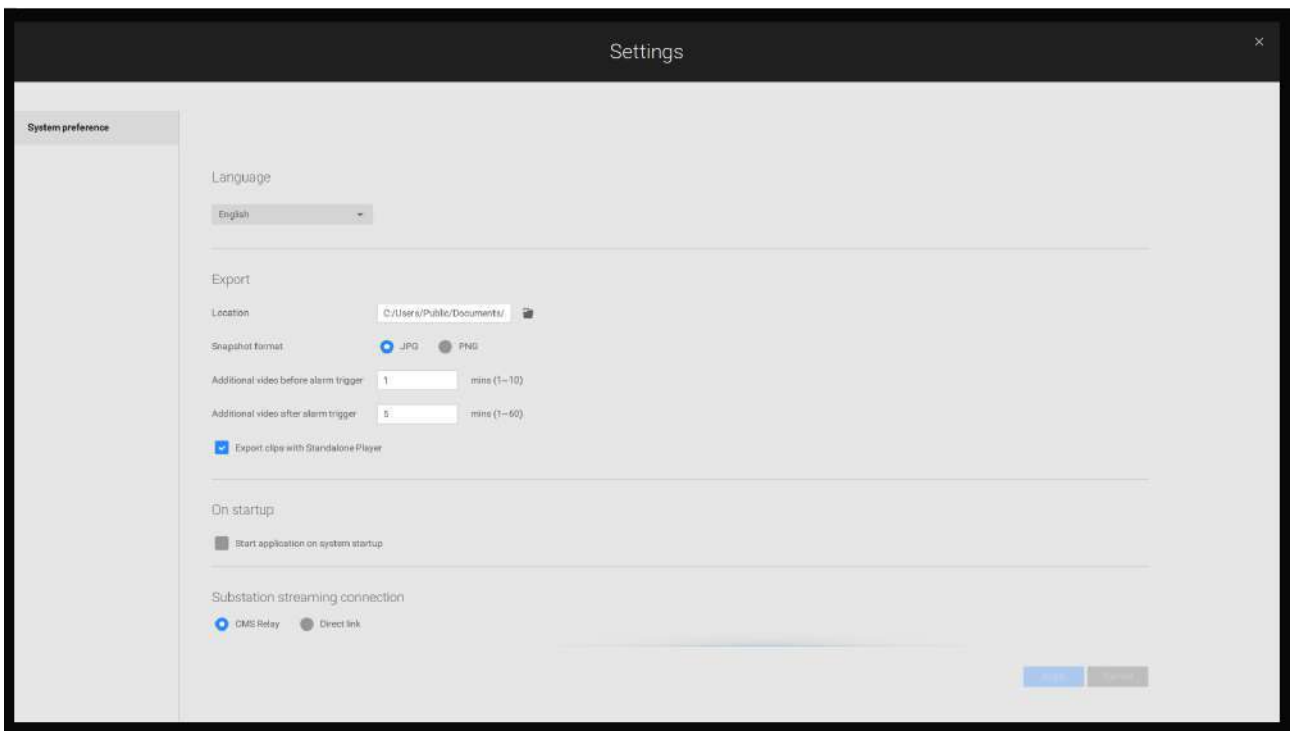 Settings
×
System preference
Language
English
Export
Location C:/Users/Public/Documents/
Snapshot format JPG PNG
Additional video before alarm trigger 1 mins (1~10)
Additional video after alarm trigger 5 mins (1~60)
Export clips with Standalone Player
On startup
Start application on system startup
Substation streaming connection
CMS Relay Direct link